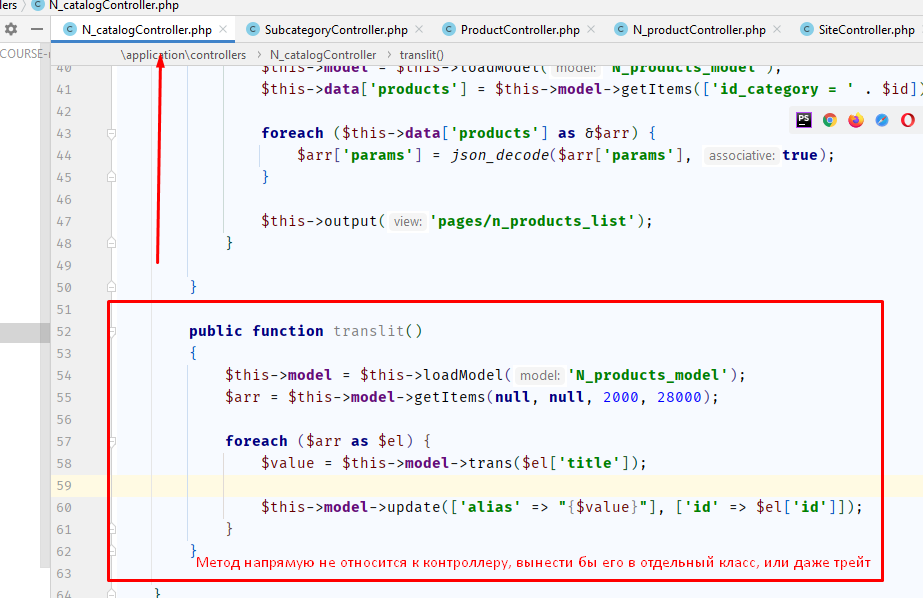 lers N_catalogController.php
N_catalogController.php SubcategoryController.php ProductController.php N_productController.php SiteController.php
COURSE- \application\controllers N_catalogController translit()
40 $this->model = $this->loadModel( model: 'N_products_model');
41 $this->data['products'] = $this->model->getItems(['id_category = ' . $id])
42
43 foreach ($this->data['products'] as &$arr) {
44 $arr['params'] = json_decode($arr['params'], associative: true);
45 }
46
47 $this->output( view: 'pages/n_products_list');
48 }
49
50 }
51
52 public function translit()
53 {
54 $this->model = $this->loadModel( model: 'N_products_model');
55 $arr = $this->model->getItems(null, null, 2000, 28000);
56
57 foreach ($arr as $el) {
58 $value = $this->model->trans($el['title']);
59
60 $this->model->update(['alias' => "{$value}"], ['id' => $el['id']]);
61 }
62 }
Метод напрямую не относится к контроллеру, вынести бы его в отдельный класс, или даже трейт
63
64 }